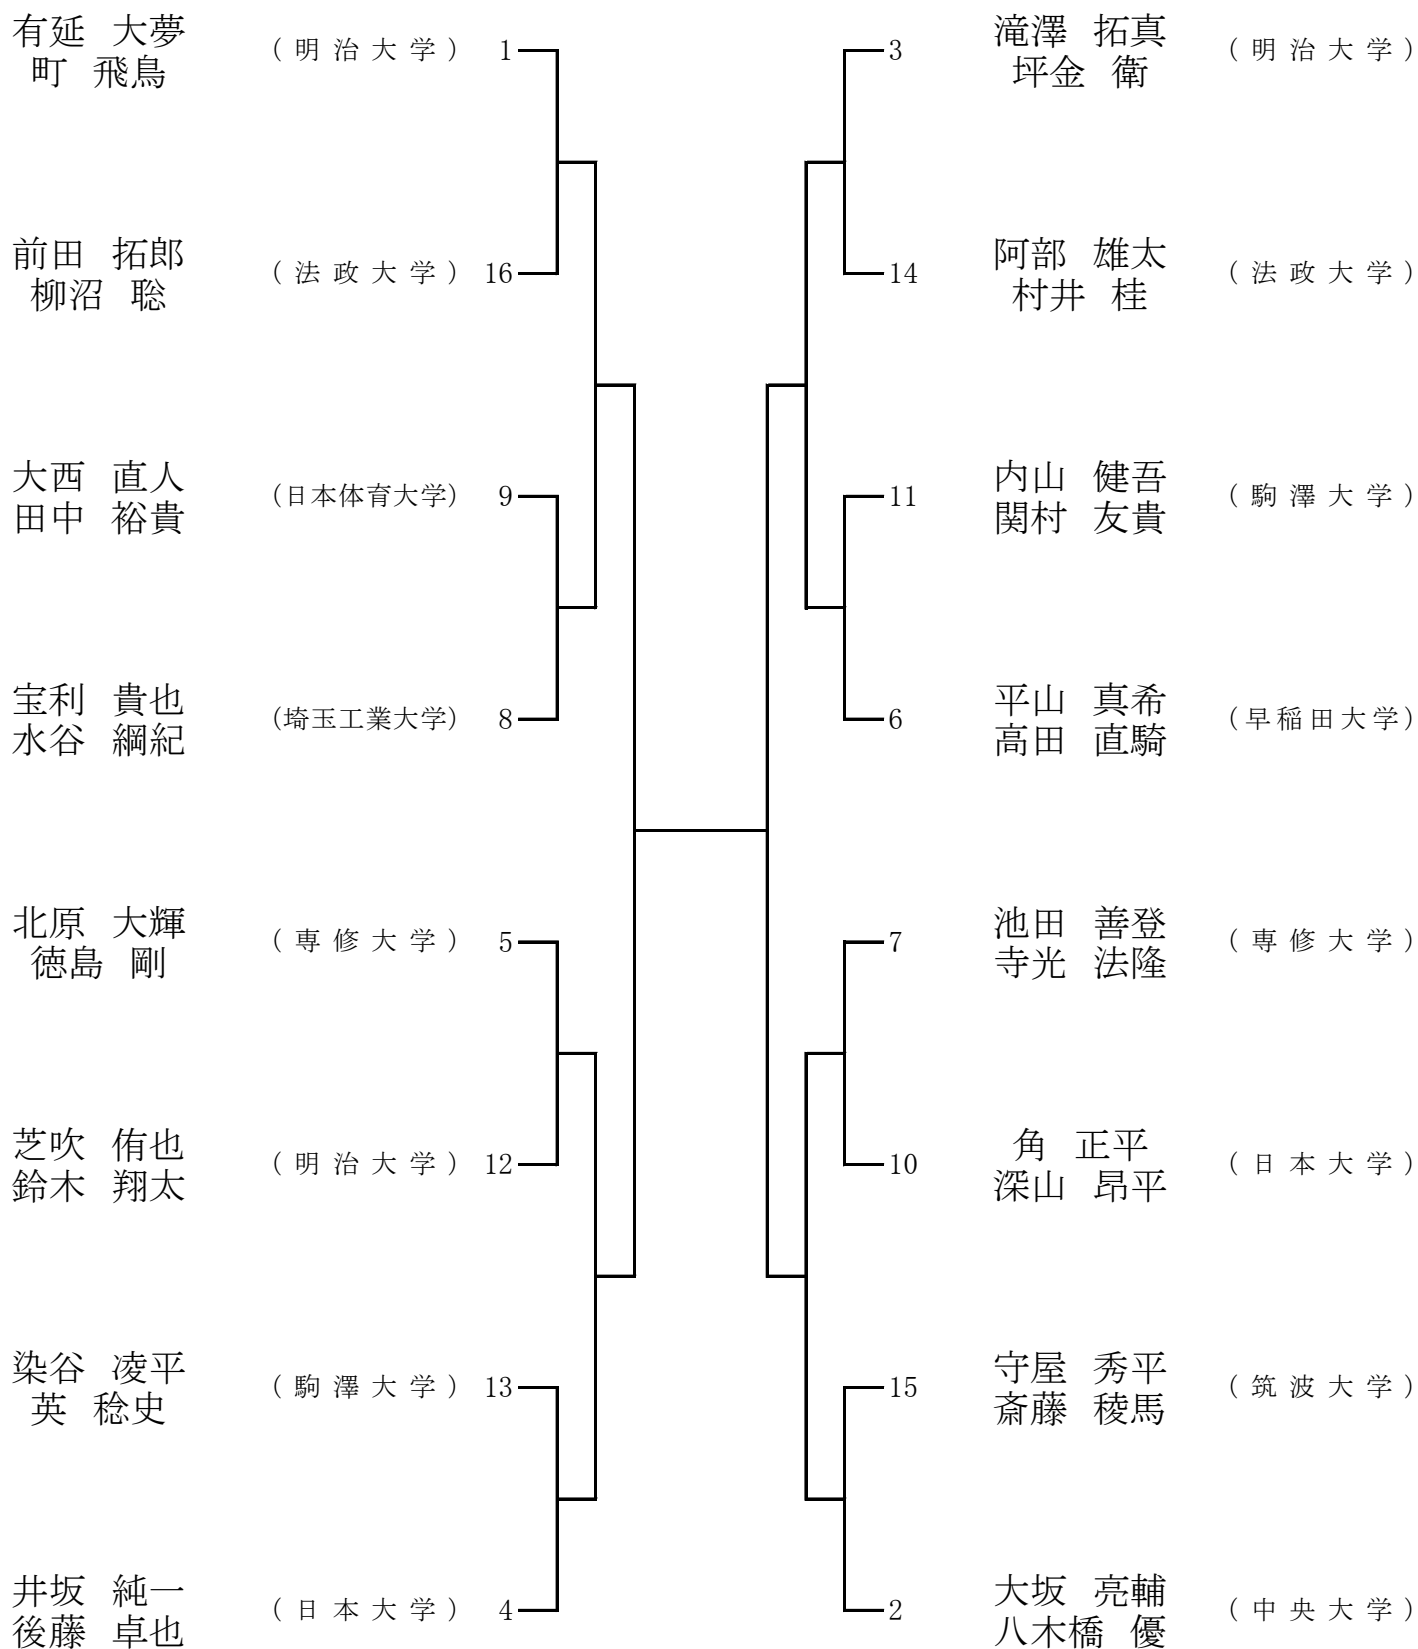 有延 大夢
町 飛鳥
(明治大学) 1
前田 拓郎
柳沼 聡
(法政大学) 16
大西 直人
田中 裕貴
(日本体育大学) 9
宝利 貴也
水谷 綱紀
(埼玉工業大学) 8
北原 大輝
徳島 剛
(専修大学) 5
芝吹 侑也
鈴木 翔太
(明治大学) 12
染谷 凌平
英 稔史
(駒澤大学) 13
井坂 純一
後藤 卓也
(日本大学) 4
3 滝澤 拓真
坪金 衛
(明治大学)
14 阿部 雄太
村井 桂
(法政大学)
11 内山 健吾
関村 友貴
(駒澤大学)
6 平山 真希
高田 直騎
(早稲田大学)
7 池田 善登
寺光 法隆
(専修大学)
10 角 正平
深山 昂平
(日本大学)
15 守屋 秀平
斎藤 稜馬
(筑波大学)
2 大坂 亮輔
八木橋 優
(中央大学)